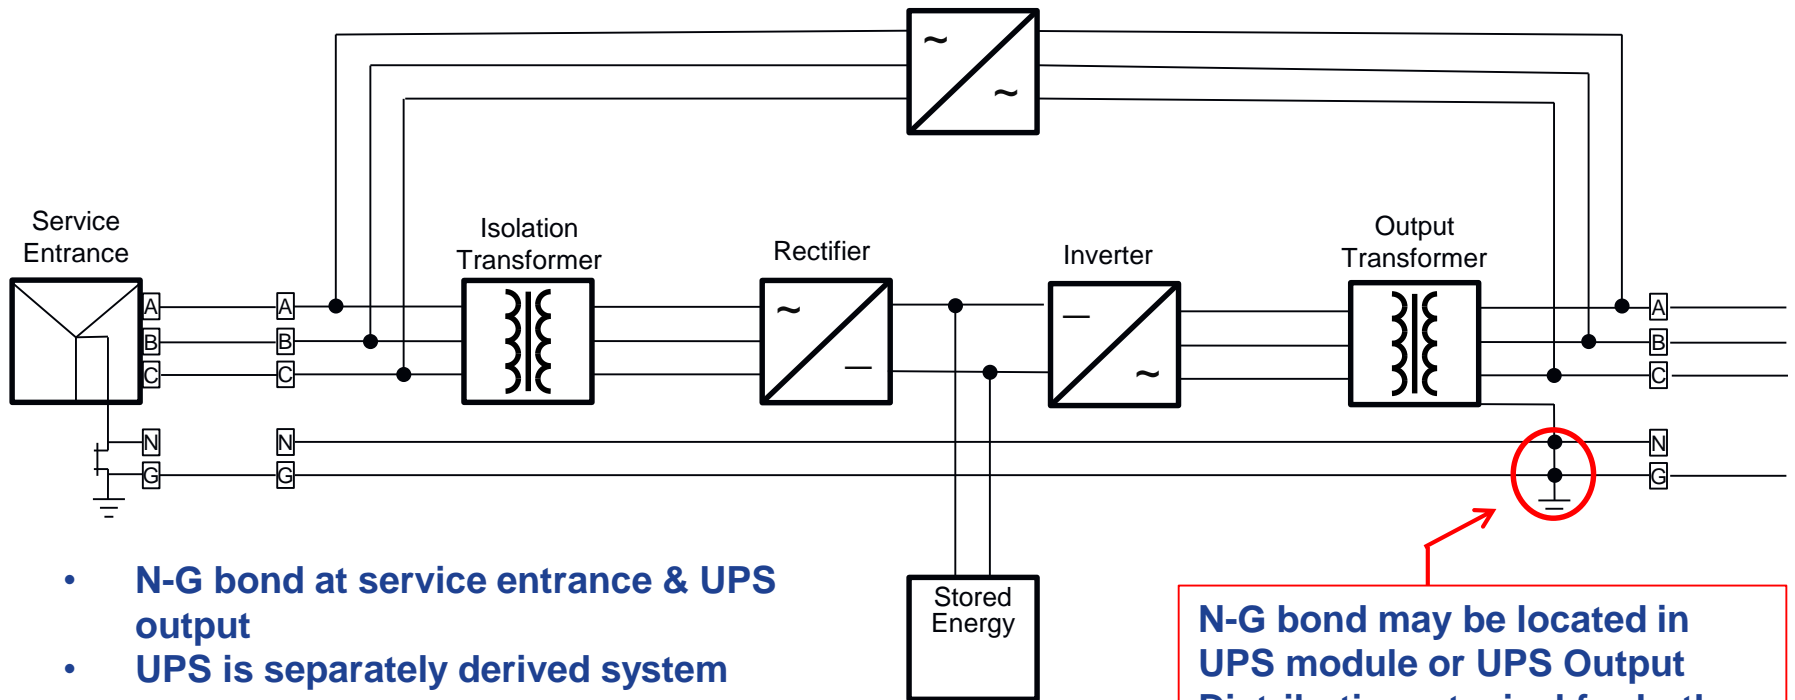 ~
~
Service
Entrance
Isolation
Transformer
Rectifier
Inverter
Output
Transformer
A
A
A
B
B
B
C
C
C
~
—
—
~
N
N
N
G
G
G
Stored
Energy
• N-G bond at service entrance & UPS
output
• UPS is separately derived system
N-G bond may be located in
UPS module or UPS Output